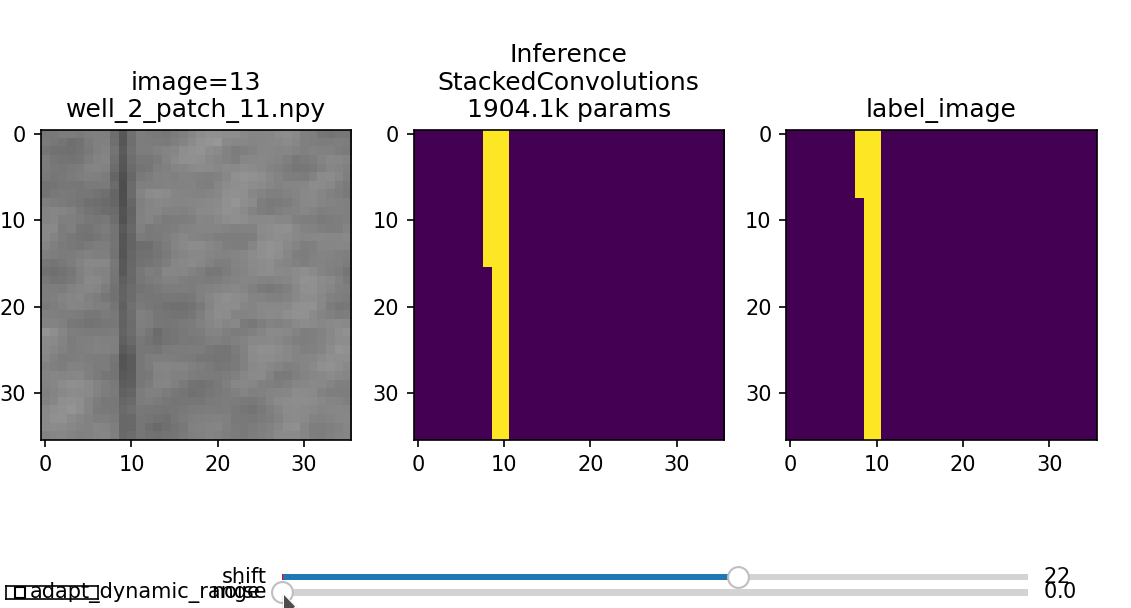 image=13
well_2_patch_11.npy
Inference
StackedConvolutions
1904.1k params
label_image
0
10
20
30
0
10
20
30
0
10
20
30
0 10 20 30
0 10 20 30
0 10 20 30
shift 22
adapt_dynamic_range
noise 0.0